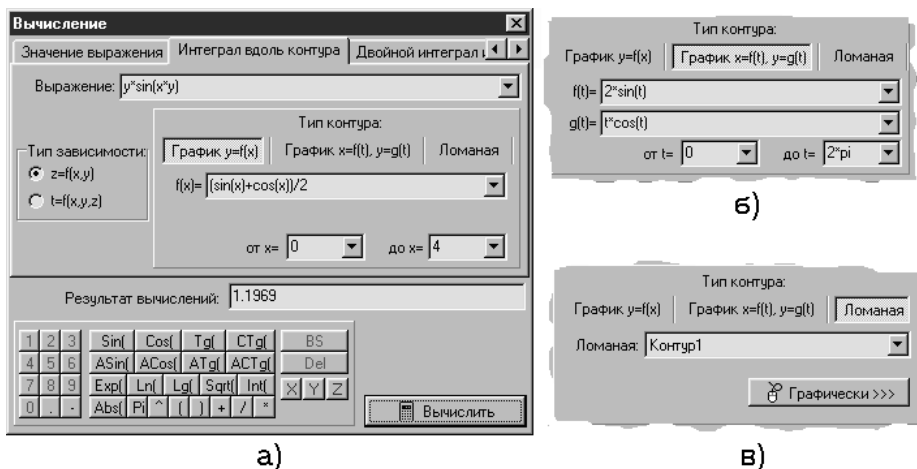 Вычисление
Значение выражения Интеграл вдоль контура Двойной интеграл
Выражение: y*sin(x*y)
Тип контура:
Тип зависимости:
График y=f(x) График x=f(t), y=g(t) Ломаная
z=f(x,y)
t=f(x,y,z)
f(x)= (sin(x)+cos(x))/2
от x= 0 до x= 4
Результат вычислений: 1.1969
1 2 3 Sin( Cos( Tg( CTg( BS
4 5 6 ASin( ACos( ATg( ACTg( Del
7 8 9 Exp( Ln( Lg( Sqrt( Int( X Y Z
0 . - Abs( Pi ^ ( ) + / *
Вычислить
а)
Тип контура:
График y=f(x) График x=f(t), y=g(t) Ломаная
f(t)= 2*sin(t)
g(t)= t*cos(t)
от t= 0 до t= 2*pi
б)
Тип контура:
График y=f(x) График x=f(t), y=g(t) Ломаная
Ломаная: Контур1
Графически >>>
в)